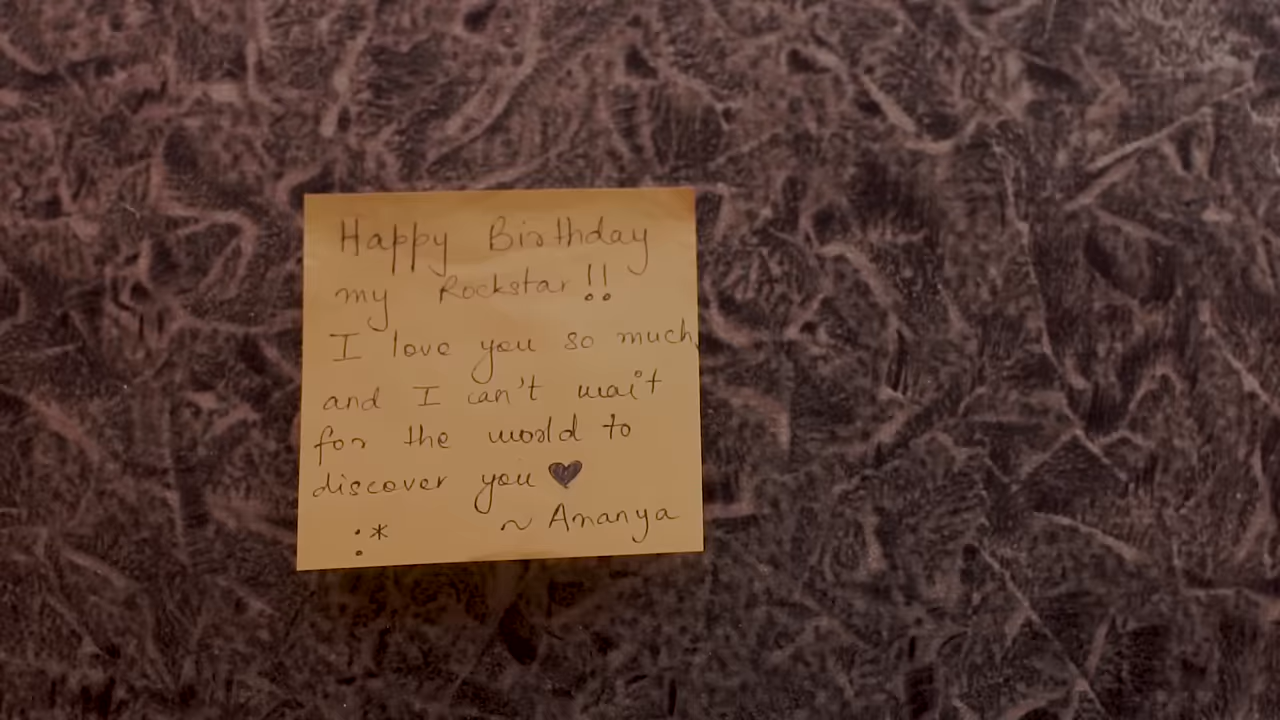 Happy Birthday
my Rockstar!!
I love you so much,
and I can't wait
for the world to
discover you ♥
:* ~ Ananya